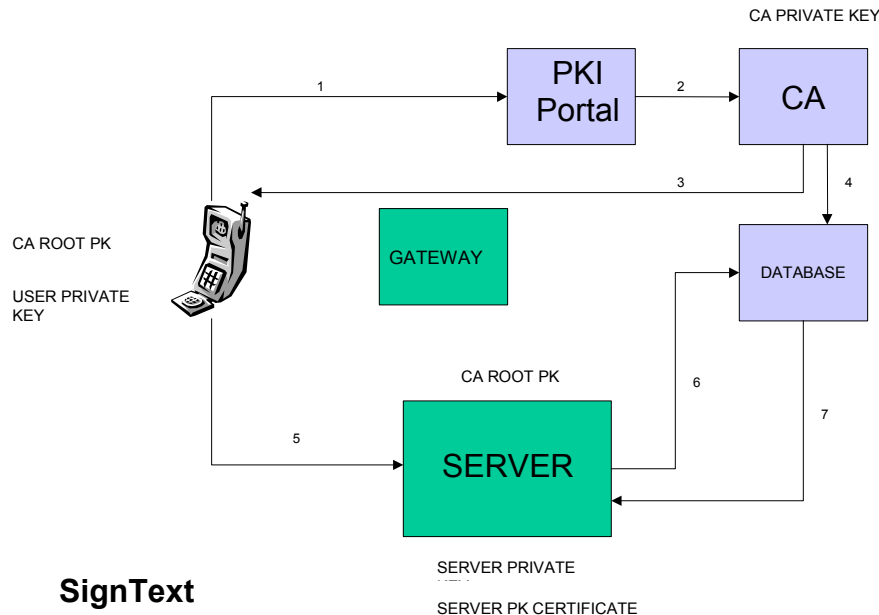 CA PRIVATE KEY
PKI
Portal
CA
1
2
3
4
CA ROOT PK
USER PRIVATE
KEY
GATEWAY
DATABASE
CA ROOT PK
SERVER
5
6
7
SignText
SERVER PRIVATE
SERVER PK CERTIFICATE